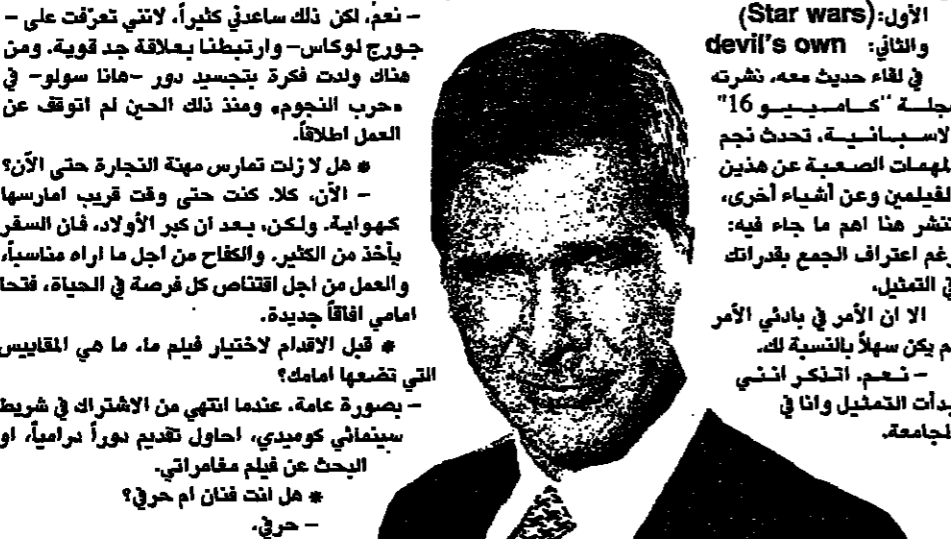 الأول:(Star wars)
والثاني: devil's own
في لقاء حديث معه، نشرته
مجلـــة "كـــامـبـيـــو 16"
الاســبــانــيــة، تحدث نجم
المهمات الصعبة عن هذين
الفيلمين وعن أشياء أخرى،
ننشر هنا اهم ما جاء فيه:
رغم اعتراف الجمع بقدراتك
في التمثيل،
الا ان الأمر في بادئي الأمر
لم يكن سهلاً بالنسبة لك.
– نـعـم. اتـذكـر انـنـي
بدأت التمثيل وانا في
الجامعة.
– نعم، لكن ذلك ساعدني كثيراً، لانني تعرّفت على –
جورج لوكاس– وارتبطنا بعلاقة جد قوية. ومن
هناك ولدت فكرة بتجسيد دور –هانا سولو– في
«حرب النجوم» ومنذ ذلك الحين لم اتوقف عن
العمل اطلاقاً.
* هل لا زلت تمارس مهنة النجارة حتى الآن؟
– الآن، كلا. كنت حتى وقت قريب امارسها
كهواية. ولكن، بعد ان كبر الأولاد، فان السفر
يأخذ من الكثير. والكفاح من اجل ما اراه مناسباً،
والعمل من اجل اقتناص كل فرصة في الحياة، فتحا
امامي افاقاً جديدة.
* قبل الاقدام لاختيار فيلم ما، ما هي المقاييس
التي تضعها امامك؟
– بصورة عامة. عندما انتهي من الاشتراك في شريط
سينمائي كوميدي، احاول تقديم دوراً درامياً، او
البحث عن فيلم مغامراتي.
* هل انت فنان أم حرفي؟
– حرفي.